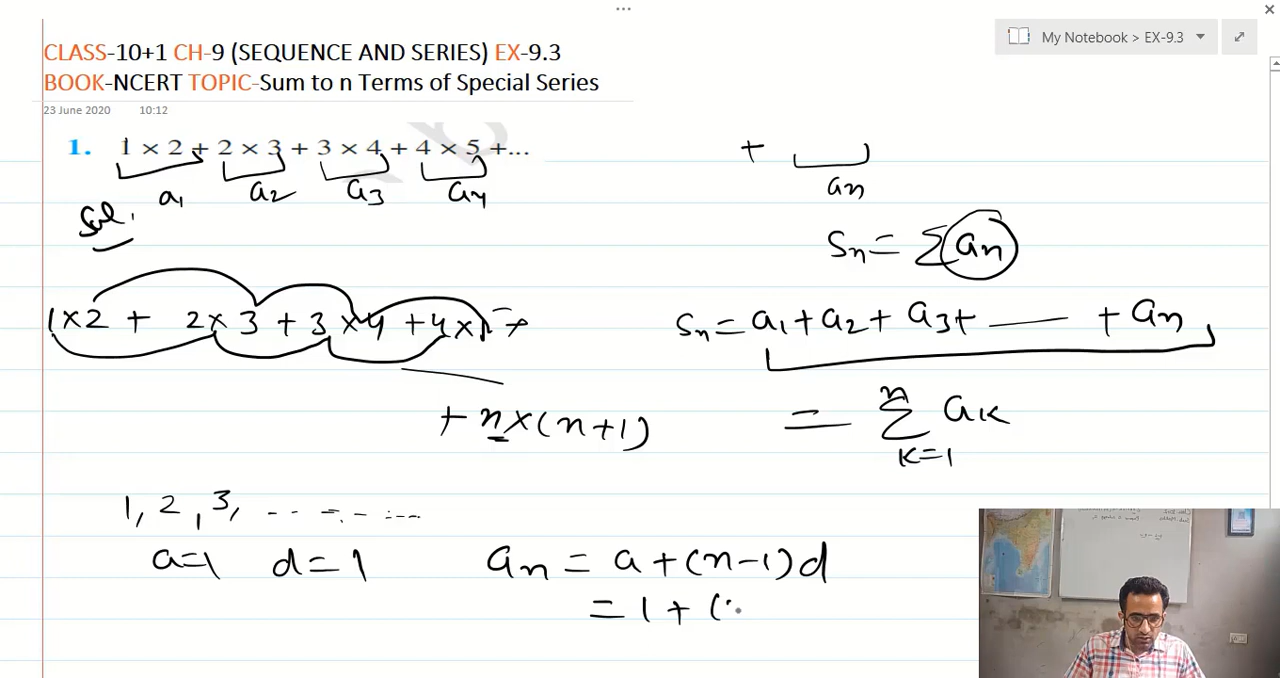 My Notebook > EX-9.3
CLASS-10+1 CH-9 (SEQUENCE AND SERIES) EX-9.3
BOOK-NCERT TOPIC-Sum to n Terms of Special Series
23 June 2020 10:12
1. 1 × 2 + 2 × 3 + 3 × 4 + 4 × 5 +... +
a1 a2 a3 a4 an
Sol.
Sn = Σ an
1×2 + 2×3 + 3×4 + 4×
Sn = a1 + a2 + a3 + — + an
+ n×(n+1)
= n Σ k=1 ak
1, 2, 3, ..........
a=1 d=1 an = a+(n-1)d
= 1 + (